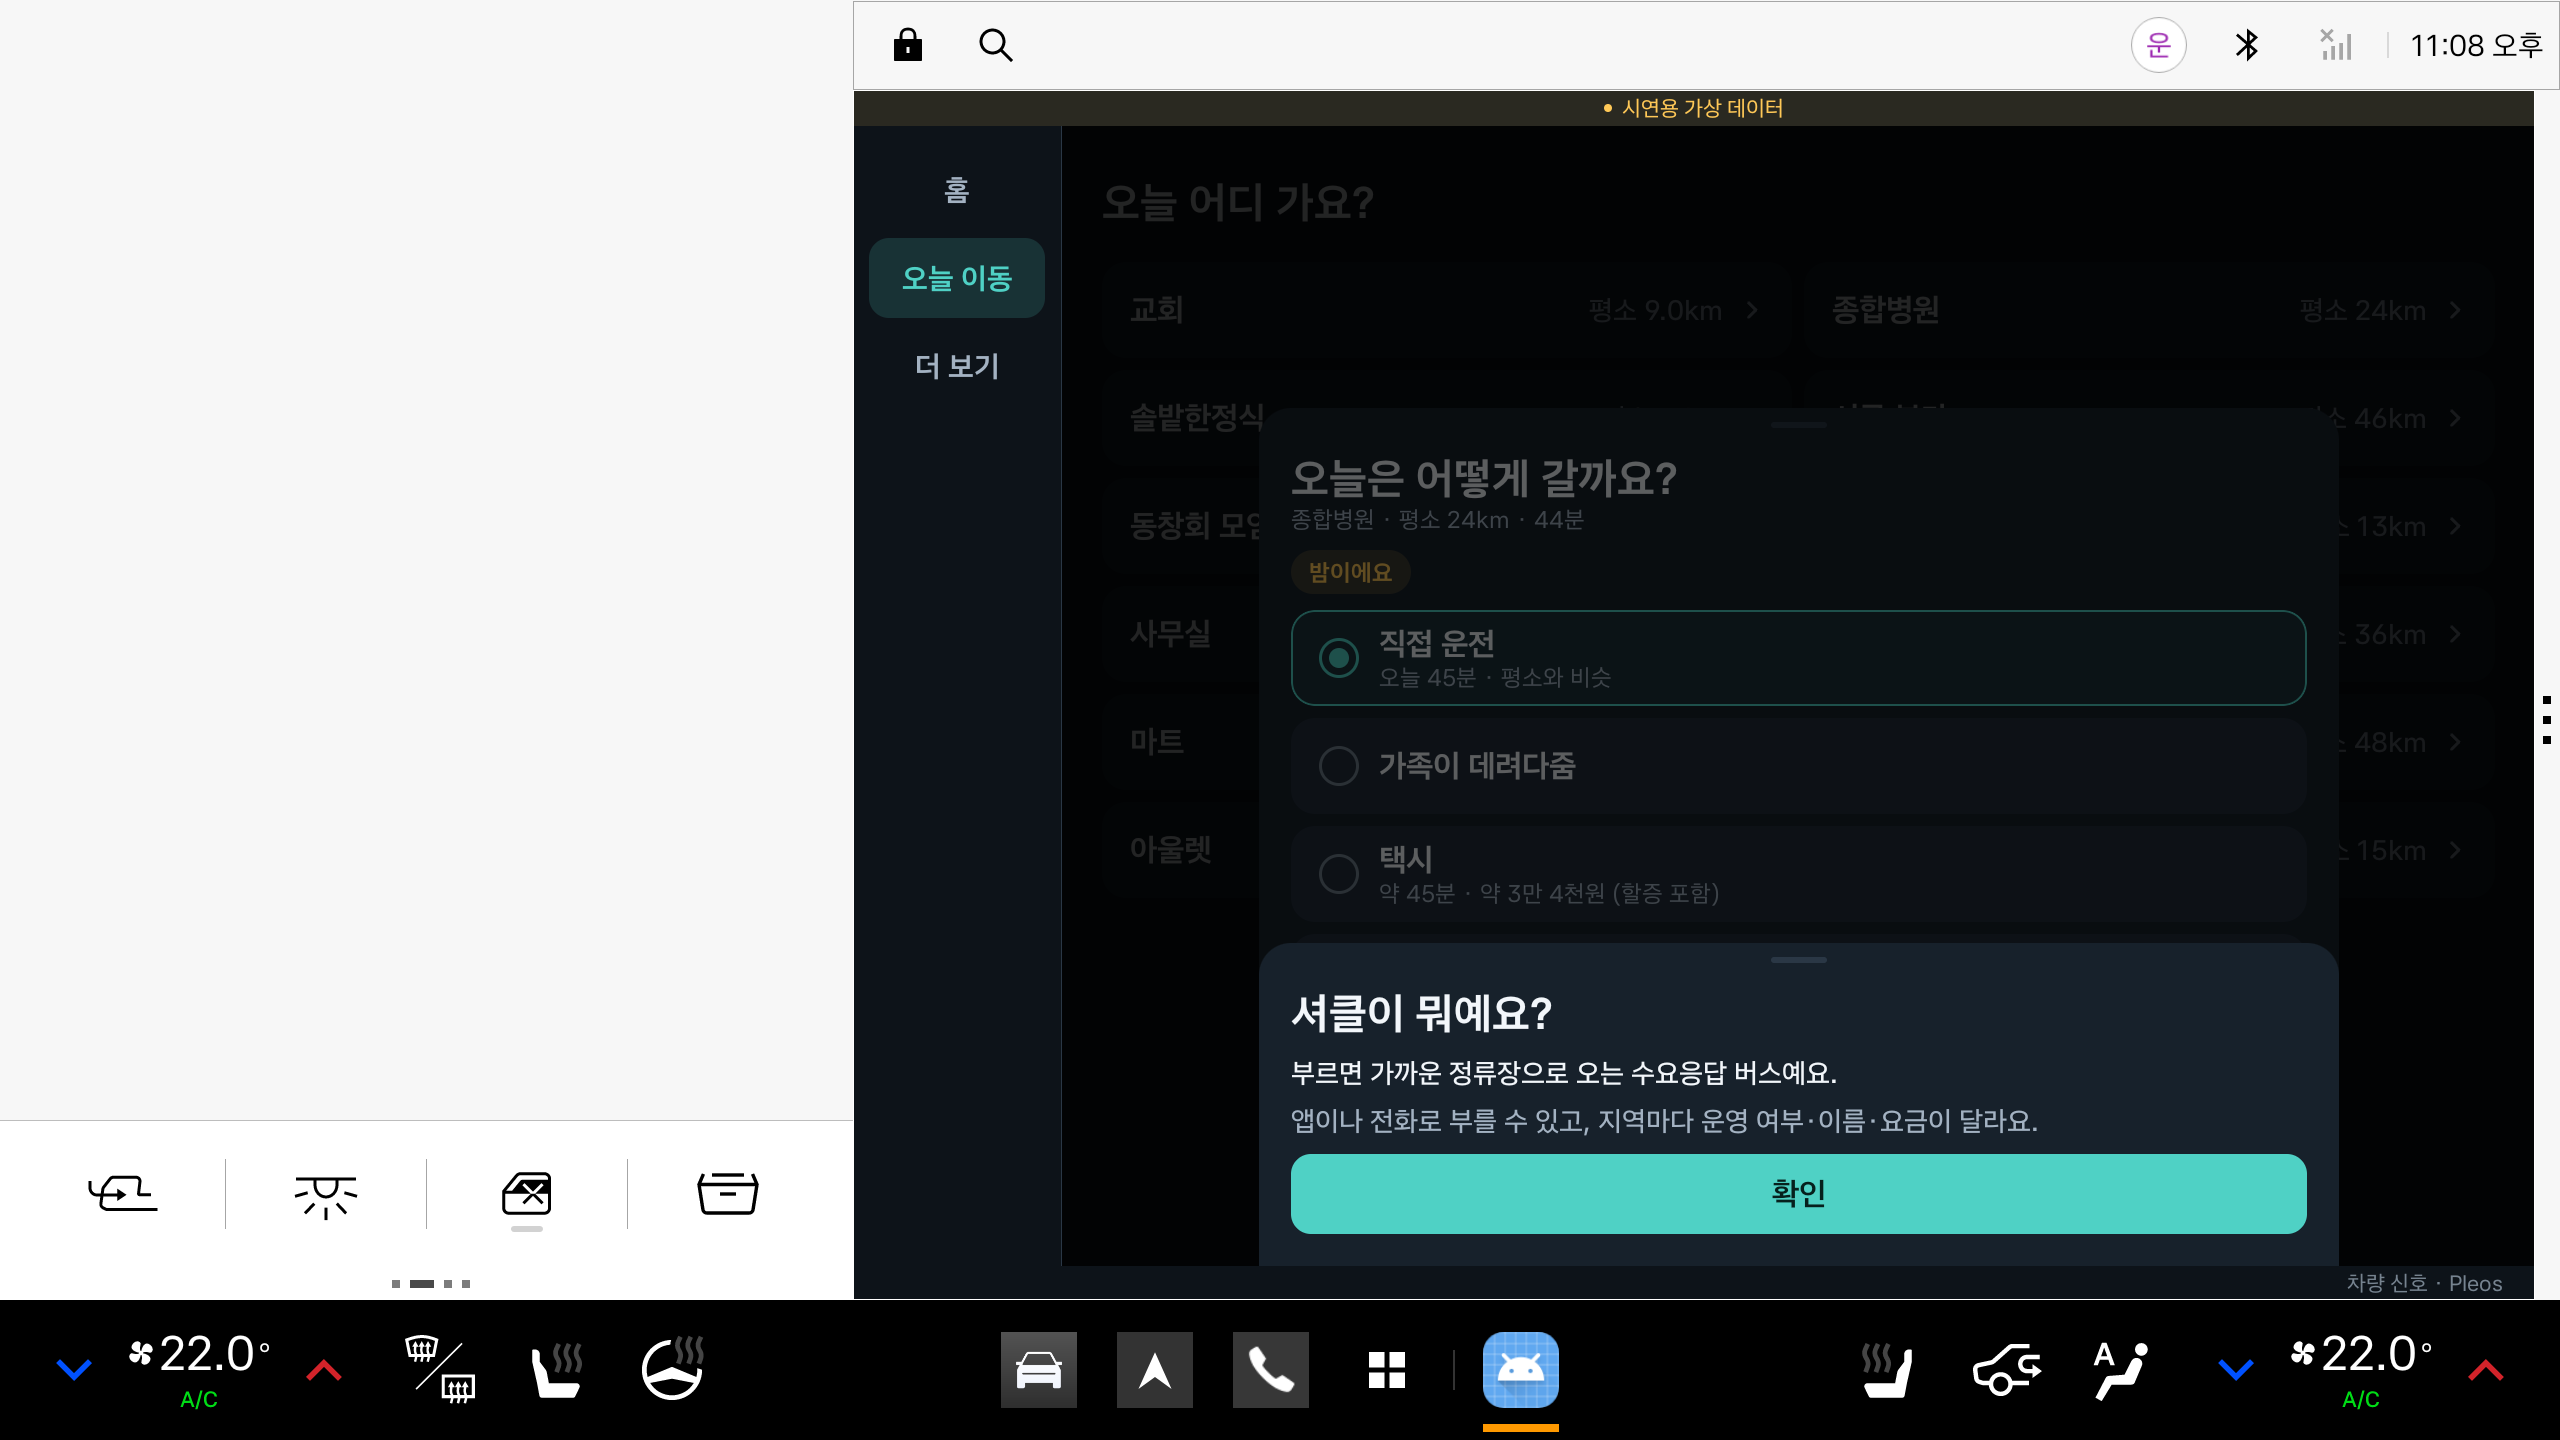 운
11:08 오후
시연용 가상 데이터
홈
오늘 이동
더 보기
오늘 어디 가요?
교회
평소 9.0km
종합병원
평소 24km
솔밭한정식
46km
동창회
13km
사무실
36km
마트
48km
아울렛
15km
오늘은 어떻게 갈까요?
종합병원 · 평소 24km · 44분
밤이에요
직접 운전
오늘 45분 · 평소와 비슷
가족이 데려다줌
택시
약 45분 · 약 3만 4천원 (할증 포함)
셔클이 뭐예요?
부르면 가까운 정류장으로 오는 수요응답 버스예요.
앱이나 전화로 부를 수 있고, 지역마다 운영 여부·이름·요금이 달라요.
확인
차량 신호 · Pleos
22.0°
A/C
A
22.0°
A/C